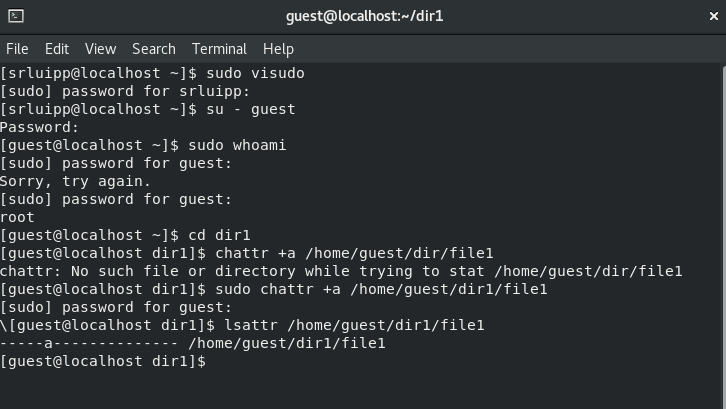 guest@localhost:~/dir1
File Edit View Search Terminal Help
[srluipp@localhost ~]$ sudo visudo
[sudo] password for srluipp:
[srluipp@localhost ~]$ su - guest
Password:
[guest@localhost ~]$ sudo whoami
[sudo] password for guest:
Sorry, try again.
[sudo] password for guest:
root
[guest@localhost ~]$ cd dir1
[guest@localhost dir1]$ chattr +a /home/guest/dir/file1
chattr: No such file or directory while trying to stat /home/guest/dir/file1
[guest@localhost dir1]$ sudo chattr +a /home/guest/dir1/file1
[sudo] password for guest:
\[guest@localhost dir1]$ lsattr /home/guest/dir1/file1
-----a-------------- /home/guest/dir1/file1
[guest@localhost dir1]$